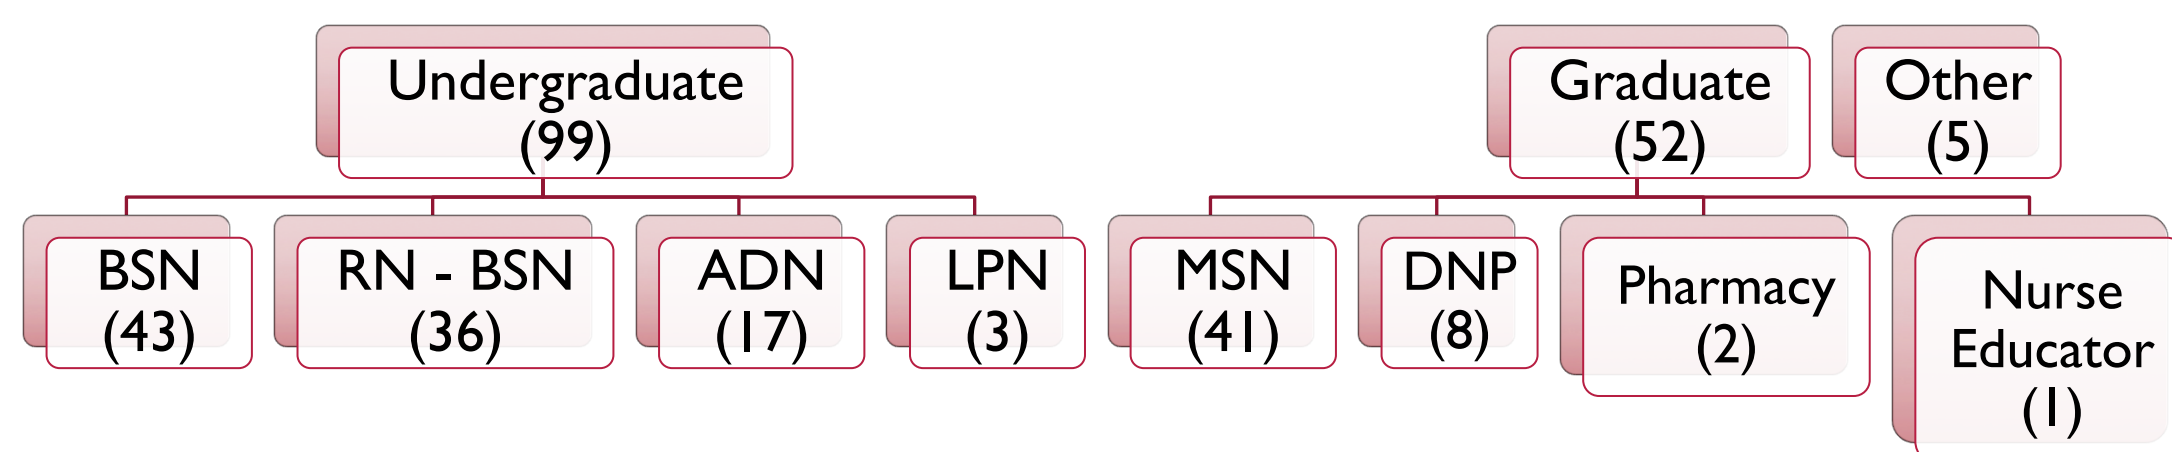 Undergraduate
(99)
Graduate
(52)
Other
(5)
BSN
(43)
RN - BSN
(36)
ADN
(17)
LPN
(3)
MSN
(41)
DNP
(8)
Pharmacy
(2)
Nurse
Educator
(1)